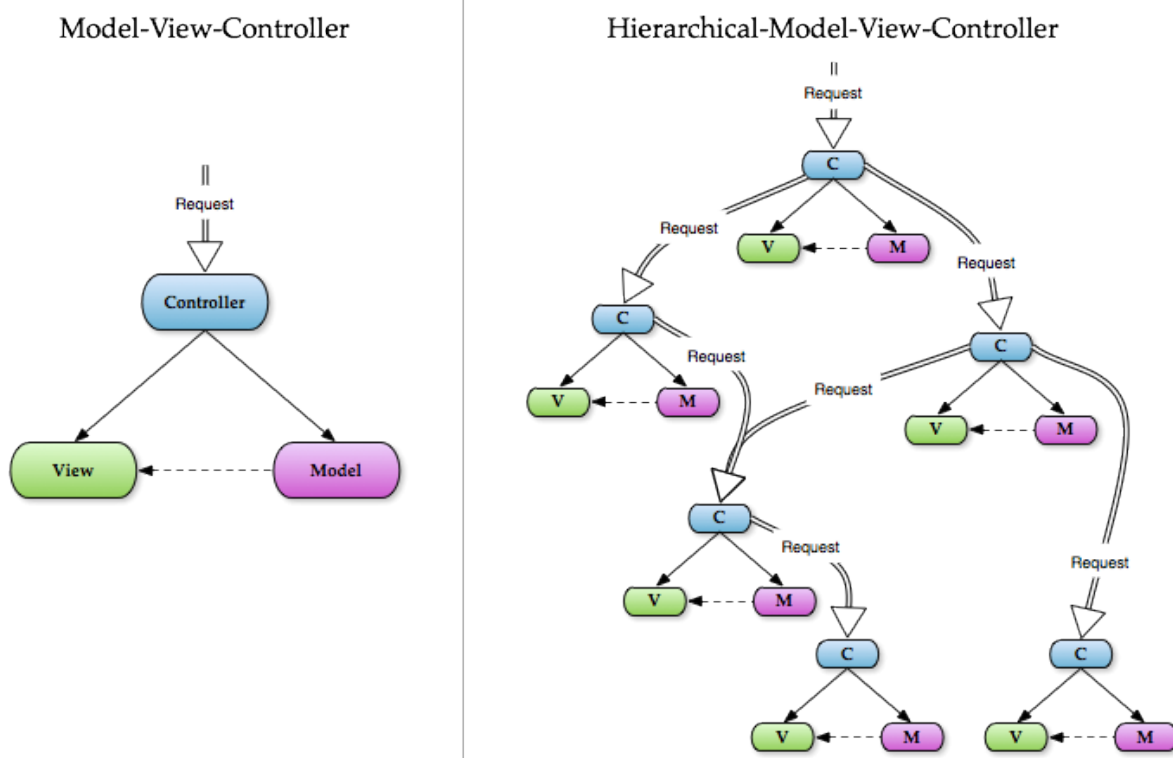 Model-View-Controller
Request
Controller
View
Model
Hierarchical-Model-View-Controller
Request
C
Request
V
M
Request
C
Request
V
M
C
Request
V
M
V
M
C
Request
Request
V
M
C
C
V
M
V
M